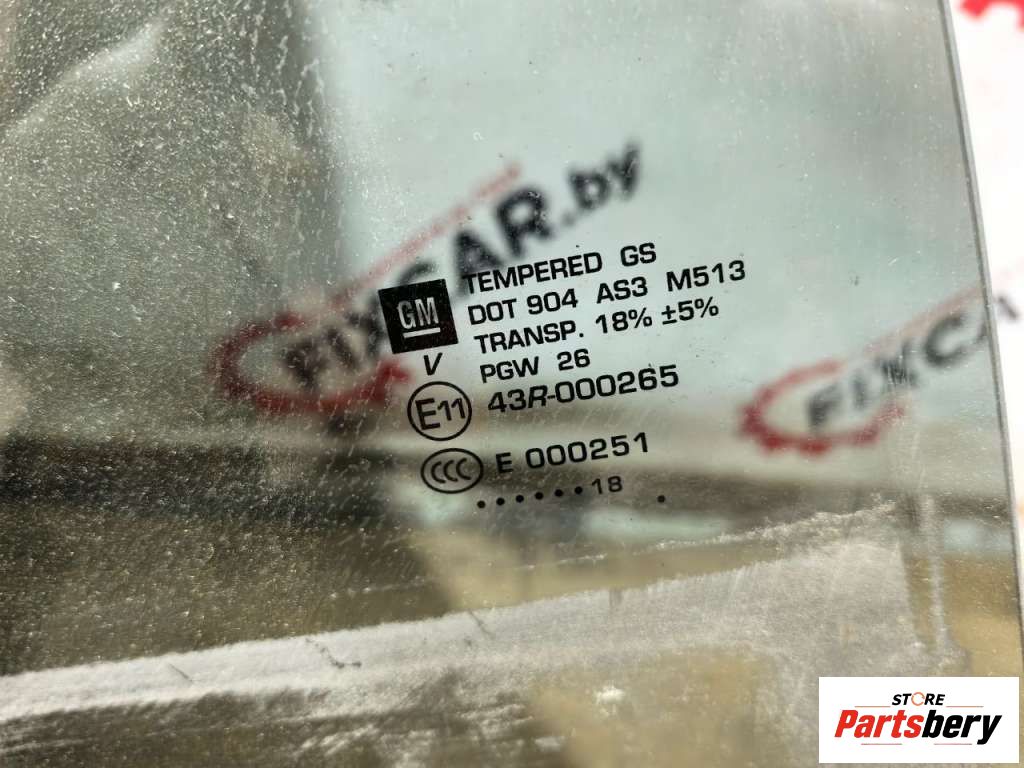 FIXCAR.by
TEMPERED GS
GM
DOT 904 AS3 M513
TRANSP. 18% ±5%
V
PGW 26
E11 43R-000265
CCC E 000251
......18 .
FIXCA
STORE
Partsbery